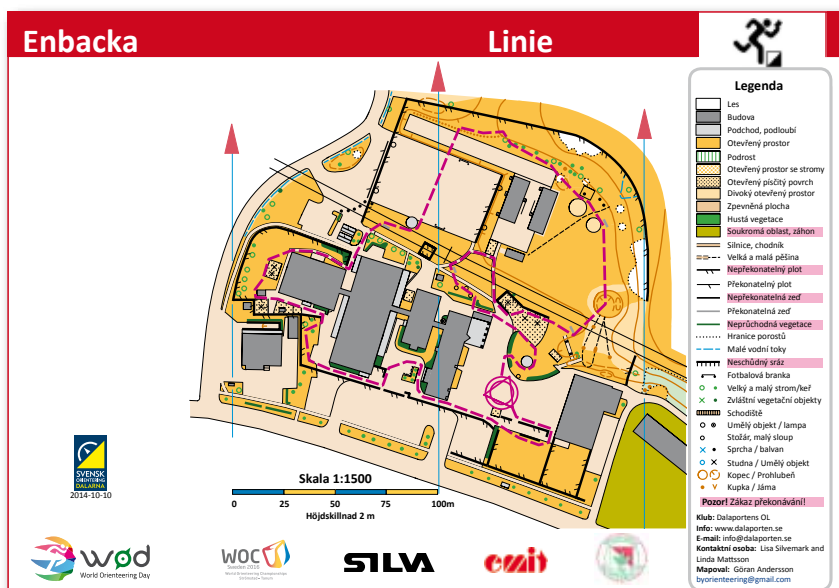 Enbacka
Linie
Legenda
Les
Budova
Podchod, podloubí
Otevřený prostor
Podrost
Otevřený prostor se stromy
Otevřený písčitý povrch
Divoký otevřený prostor
Zpevněná plocha
Hustá vegetace
Soukromá oblast, záhon
Silnice, chodník
Velká a malá pěšina
Nepřekonatelný plot
Překonatelný plot
Nepřekonatelná zeď
Překonatelná zeď
Neprůchodná vegetace
Hranice porostů
Malé vodní toky
Neschůdný sráz
Fotbalová branka
Velký a malý strom/keř
Zvláštní vegetační objekty
Schodiště
Umělý objekt / lampa
Stožár, malý sloup
Sprcha / balvan
Studna / Umělý objekt
Kopec / Prohlubeň
Kupka / Jáma
Pozor! Zákaz překonávání!
Klub: Dalaportens OL
Info: www.dalaporten.se
E-mail: info@dalaporten.se
Kontaktní osoba: Lisa Silvemark and
Linda Mattsson
Mapoval: Göran Andersson
byorienteering@gmail.com
SVENSK
ORIENTERING
DALARNA
2014-10-10
Skala 1:1500
0 25 50 75 100m
Höjdskillnad 2 m
wod
World Orienteering Day
WOC
Sweden 2016
World Orienteering Championships
Strömstad – Tanum
SILVA
emit